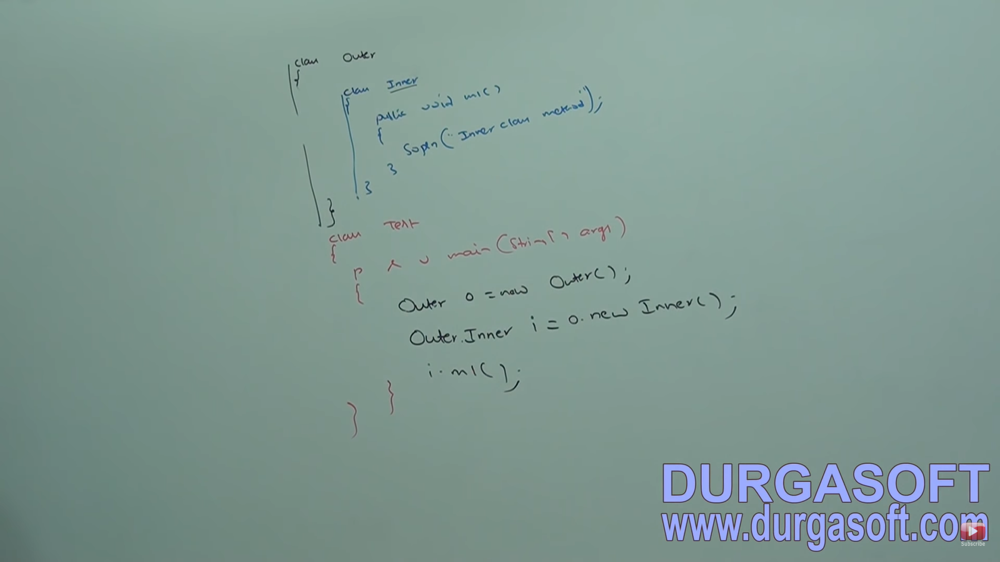 class Outer
{
class Inner
{
public void m1()
{
Sopln("Inner class method");
}
}
}
class Test
{
p s v main(String[] args)
{
Outer o = new Outer();
Outer.Inner i = o.new Inner();
i.m1();
}
}
DURGASOFT
www.durgasoft.com
Subscribe